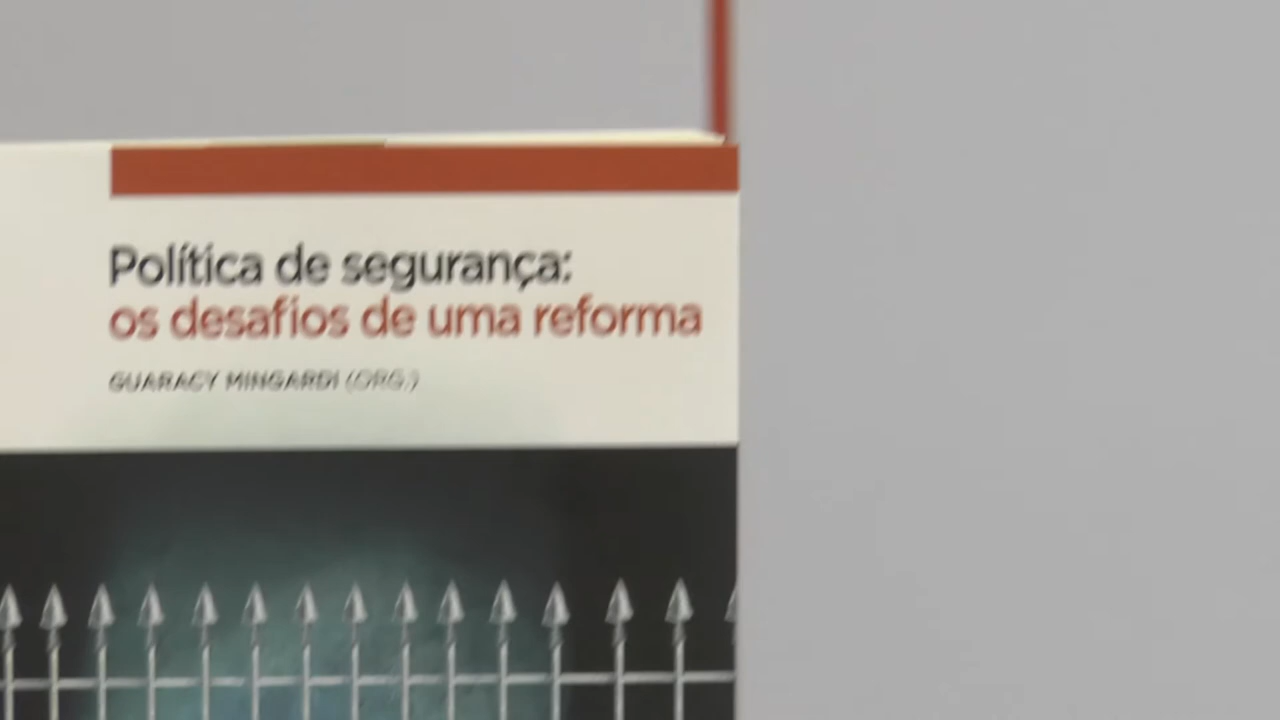 Política de segurança:
os desafios de uma reforma
GUARACY MINGARDI (ORG.)